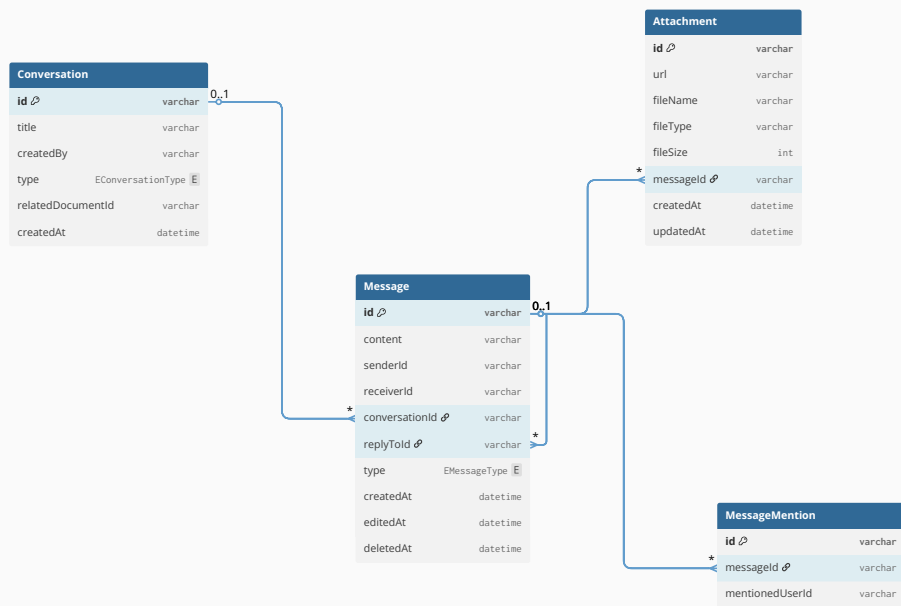 Attachment
id varchar
url varchar
fileName varchar
fileType varchar
fileSize int
* messageId varchar
createdAt datetime
updatedAt datetime
Conversation
id varchar 0..1
title varchar
createdBy varchar
type EConversationType E
relatedDocumentId varchar
createdAt datetime
Message
id varchar 0..1
content varchar
senderId varchar
receiverId varchar
* conversationId varchar
replyToId varchar *
type EMessageType E
createdAt datetime
editedAt datetime
deletedAt datetime
MessageMention
id varchar
* messageId varchar
mentionedUserId varchar